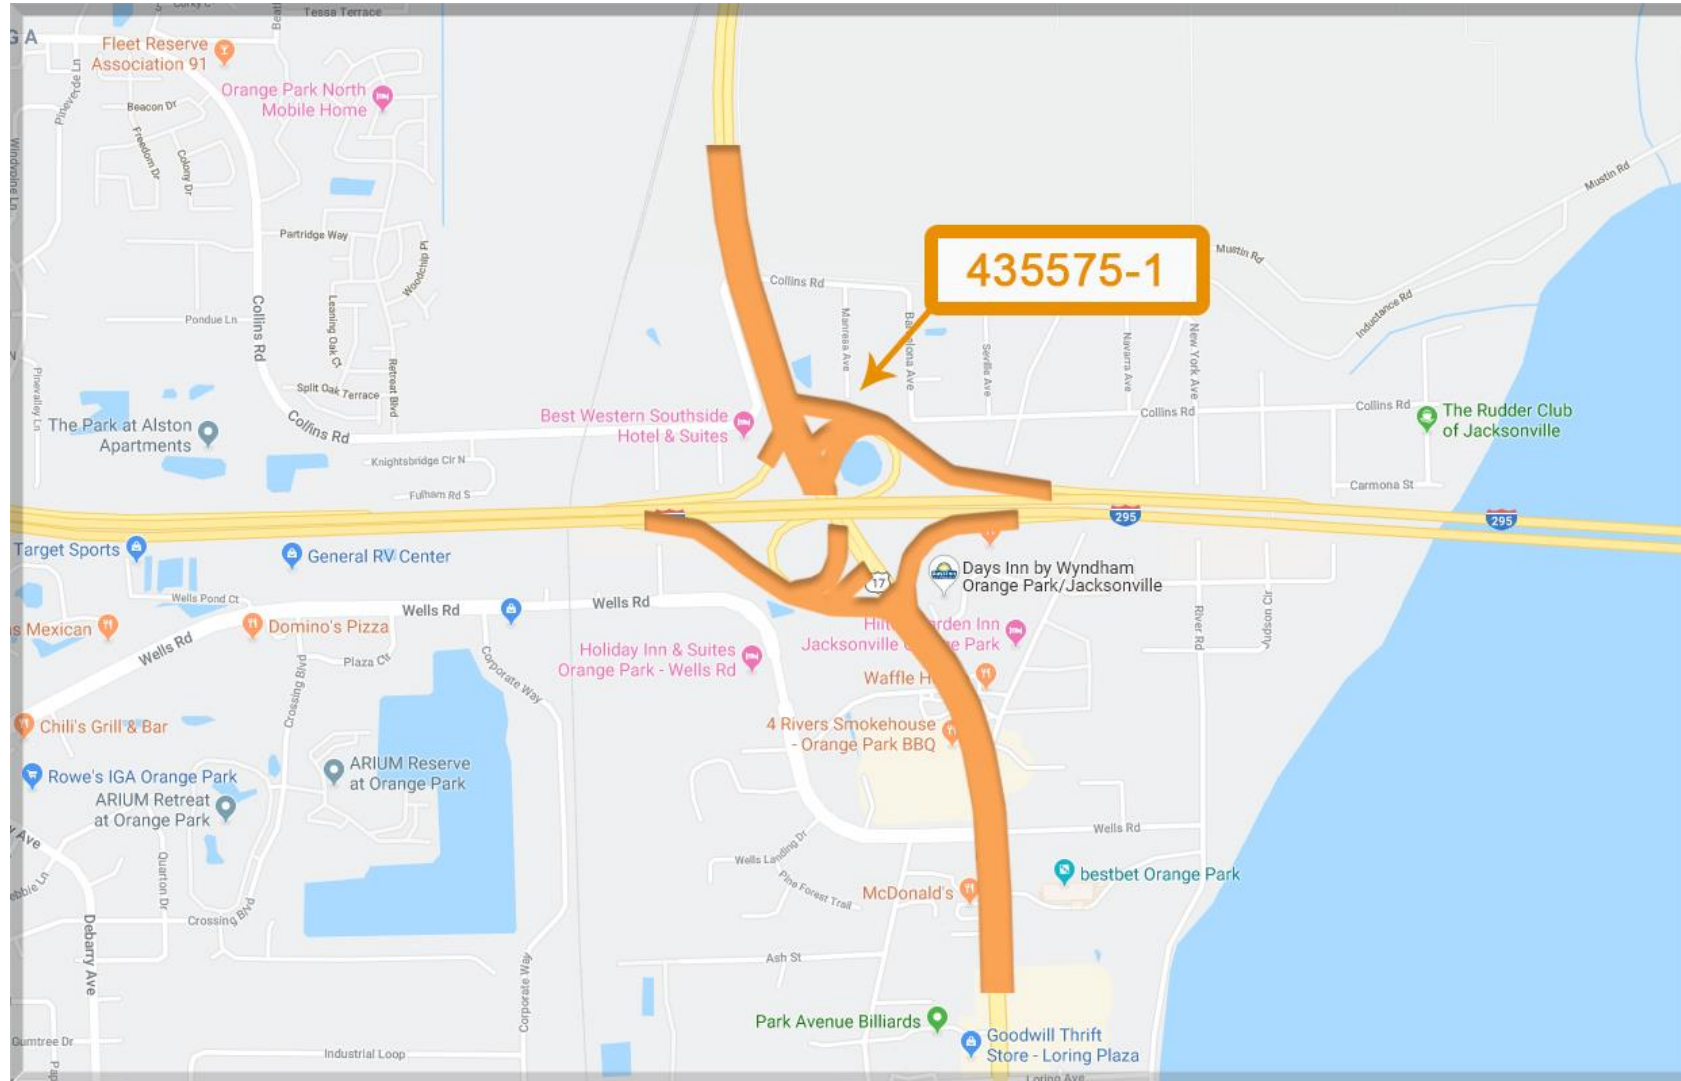 Tessa Terrace
GA
Fleet Reserve
Association 91
Pineverde Ln
Orange Park North
Mobile Home
Beacon Dr
Freedom Dr
Colony Dr
Mustin Rd
Partridge Way
Woodchip Pl
Mustin Rd
435575-1
Collins Rd
Inductance Rd
Collins Rd
Pondue Ln
Leaning Oak Ct
Manresa Ave
Seville Ave
Navarra Ave
New York Ave
Pinevalley Ln
Retreat Blvd
Split Oak Terrace
Collins Rd
Collins Rd
Collins Rd
The Rudder Club
of Jacksonville
The Park at Alston
Apartments
Best Western Southside
Hotel & Suites
Knightsbridge Cir N
Fulham Rd S
Carmona St
295
295
Target Sports
General RV Center
Days Inn by Wyndham
Orange Park/Jacksonville
17
Wells Pond Ct
Wells Rd
Wells Rd
s Mexican
Domino's Pizza
Wells Rd
Plaza Ct
Crossing Blvd
Corporate Way
Holiday Inn & Suites
Orange Park - Wells Rd
Jacksonville
Park
River Rd
Judson Cir
Waffle
Chili's Grill & Bar
4 Rivers Smokehouse
- Orange Park BBQ
Rowe's IGA Orange Park
ARIUM Reserve
at Orange Park
ARIUM Retreat
at Orange Park
Ave
Wells Rd
Wells Landing Dr
Pine Forest Trail
bestbet Orange Park
McDonald's
Quarton Dr
Crossing Blvd
Debarry Ave
Ash St
Corporate Way
Park Avenue Billiards
Goodwill Thrift
Store - Loring Plaza
Gumtree Dr
Industrial Loop
Loring Ave